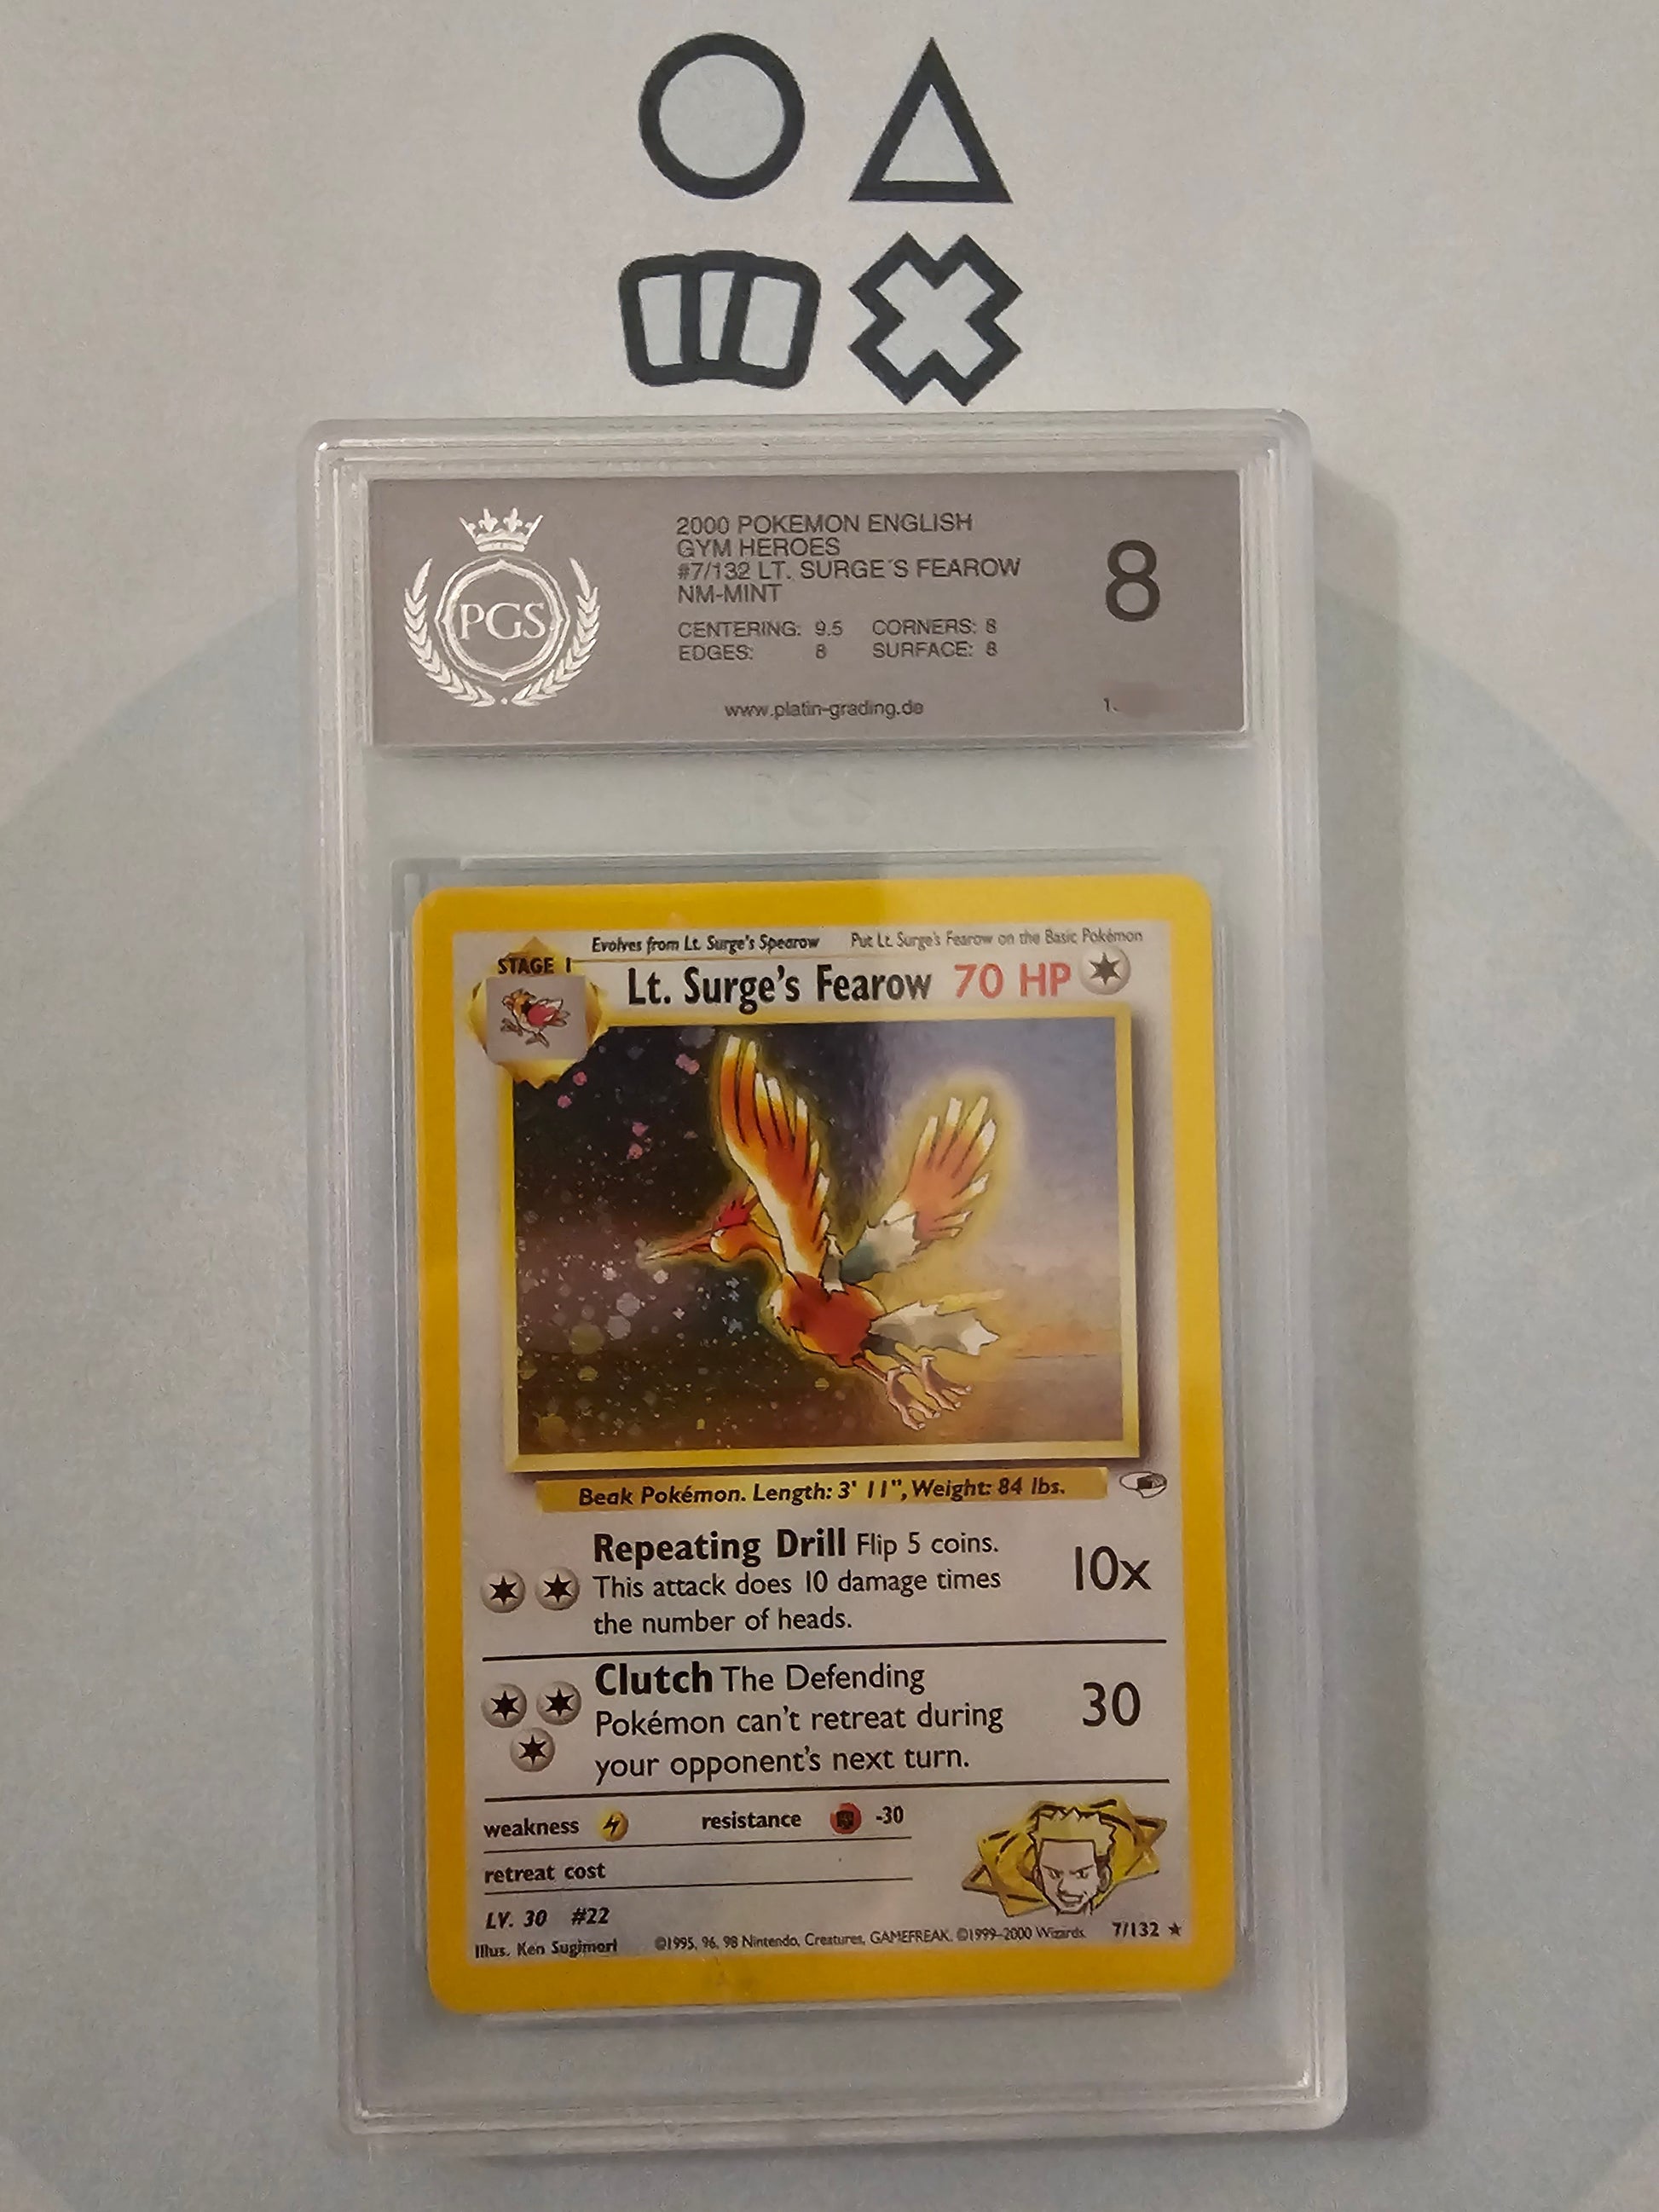 2000 POKEMON ENGLISH
GYM HEROES
#7/132 LT. SURGE´S FEAROW
NM-MINT
CENTERING: 9.5 CORNERS: 8
EDGES: 8 SURFACE: 8
8
PGS
www.platin-grading.de
Evolves from Lt. Surge's Spearow Put Lt. Surge's Fearow on the Basic Pokémon
STAGE 1
Lt. Surge's Fearow 70 HP
Beak Pokémon. Length: 3' 11", Weight: 84 lbs.
Repeating Drill Flip 5 coins.
This attack does 10 damage times
the number of heads.
10x
Clutch The Defending
Pokémon can't retreat during
your opponent's next turn.
30
weakness resistance -30
retreat cost
LV. 30 #22
Illus. Ken Sugimori ©1995, 96, 98 Nintendo, Creatures, GAMEFREAK. ©1999-2000 Wizards. 7/132 ★